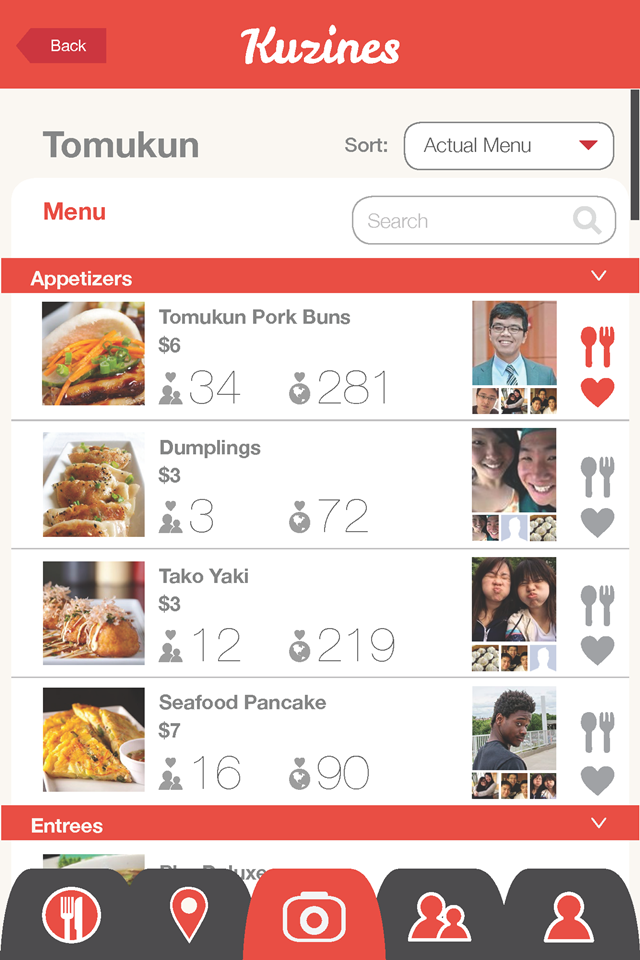 Back
Kuzines
Tomukun
Sort:
Actual Menu
Menu
Search
Appetizers
Tomukun Pork Buns
$6
34 281
Dumplings
$3
3 72
Tako Yaki
$3
12 219
Seafood Pancake
$7
16 90
Entrees